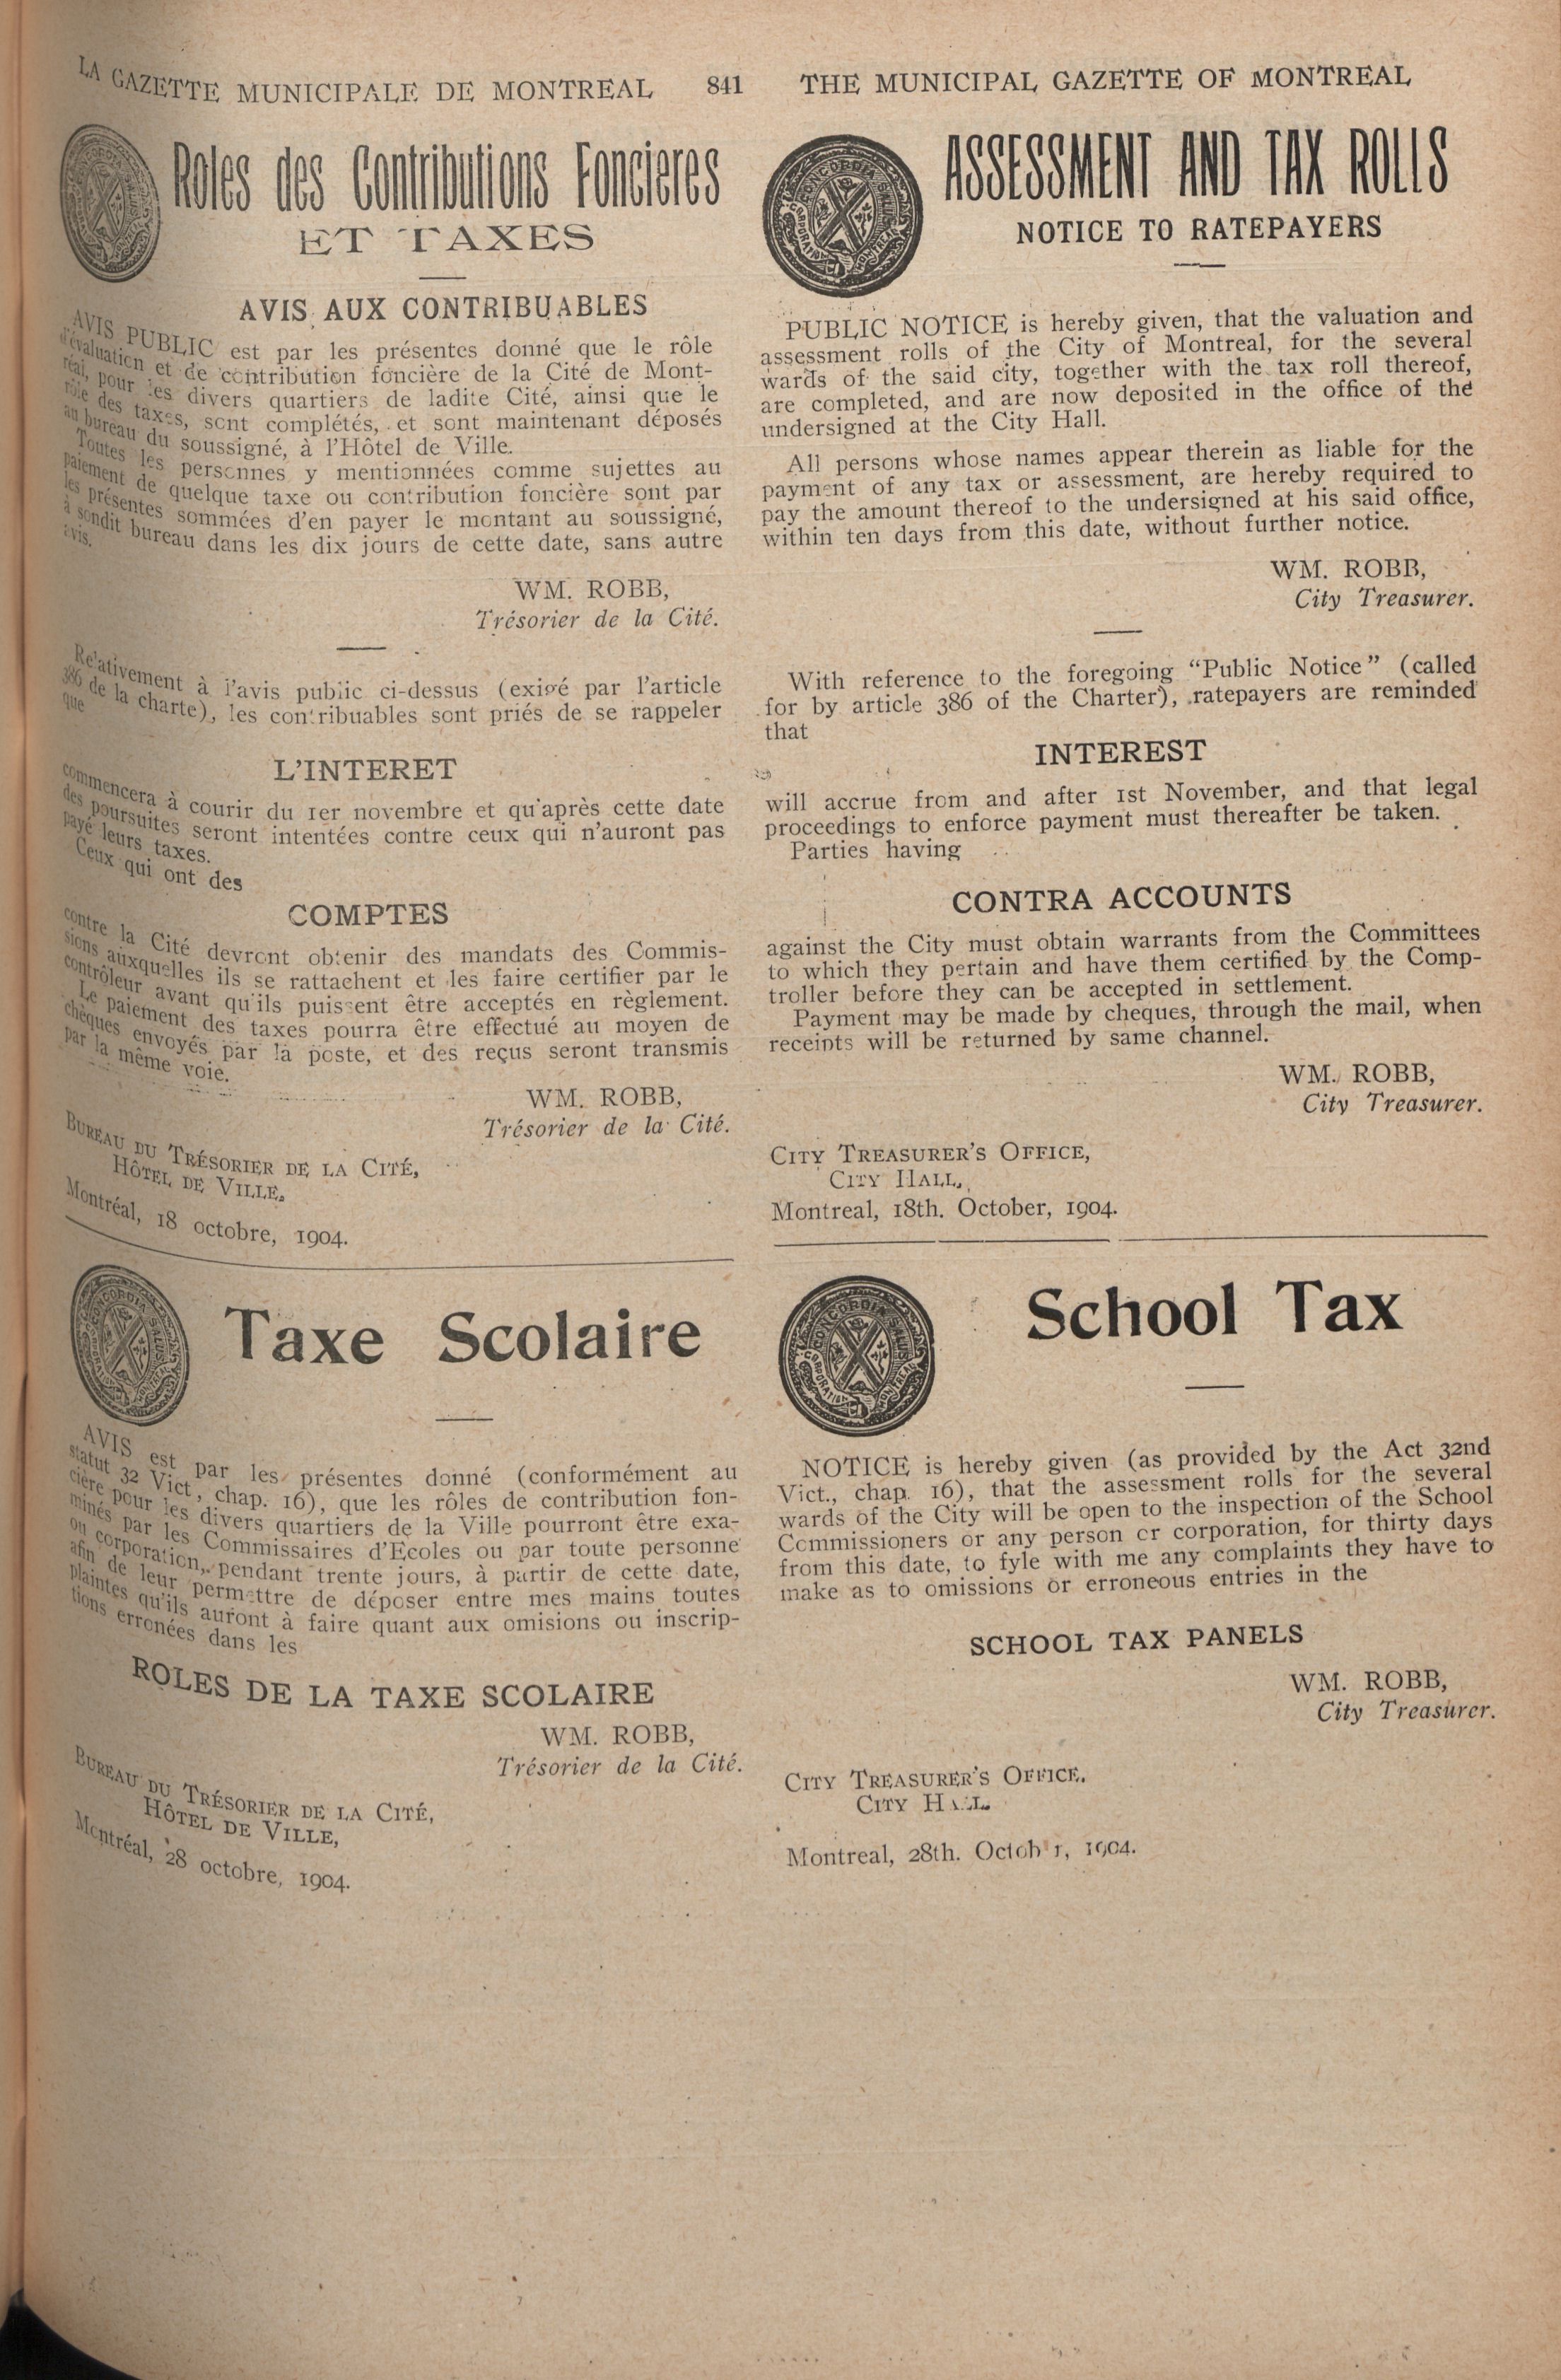 LA GAZETTE MUNICIPALE DE MONTREAL 841 THE MUNICIPAL GAZETTE OF MONTREAL
Roles des Contributions Foncieres
ET TAXES
AVIS AUX CONTRIBUABLES
AVIS PUBLIC est par les présentes donné que le rôle
d'évaluation et de contribution foncière de la Cité de Mont-
réal, pour les divers quartiers de ladite Cité, ainsi que le
rôle des taxes, sont complétés, et sont maintenant déposés
au bureau du soussigné, à l'Hôtel de Ville.
Toutes les personnes y mentionnées comme sujettes au
paiement de quelque taxe ou contribution foncière sont par
les présentes sommées d'en payer le montant au soussigné,
à sondit bureau dans les dix jours de cette date, sans autre
avis.
WM. ROBB,
Trésorier de la Cité.
Relativement à l'avis public ci-dessus (exigé par l'article
386 de la charte), les contribuables sont priés de se rappeler
que
L'INTERET
commencera à courir du 1er novembre et qu'après cette date
des poursuites seront intentées contre ceux qui n'auront pas
payé leurs taxes.
Ceux qui ont des
COMPTES
contre la Cité devront obtenir des mandats des Commis-
sions auxquelles ils se rattachent et les faire certifier par le
contrôleur avant qu'ils puissent être acceptés en règlement.
Le paiement des taxes pourra être effectué au moyen de
chèques envoyés par la poste, et des reçus seront transmis
par la même voie.
WM. ROBB,
Trésorier de la Cité.
BUREAU DU TRÉSORIER DE LA CITÉ,
HÔTEL DE VILLE,
Montréal, 18 octobre, 1904.
Taxe Scolaire
AVIS est par les présentes donné (conformément au
statut 32 Vict, chap. 16), que les rôles de contribution fon-
cière pour les divers quartiers de la Ville pourront être exa-
minés par les Commissaires d'Ecoles ou par toute personne
ou corporation, pendant trente jours, à partir de cette date,
afin de leur permettre de déposer entre mes mains toutes
plaintes qu'ils auront à faire quant aux omisions ou inscrip-
tions erronées dans les
ROLES DE LA TAXE SCOLAIRE
WM. ROBB,
Trésorier de la Cité.
BUREAU DU TRÉSORIER DE LA CITÉ,
HÔTEL DE VILLE,
Montréal, 28 octobre, 1904.
ASSESSMENT AND TAX ROLLS
NOTICE TO RATEPAYERS
PUBLIC NOTICE is hereby given, that the valuation and
assessment rolls of the City of Montreal, for the several
wards of the said city, together with the tax roll thereof,
are completed, and are now deposited in the office of the
undersigned at the City Hall.
All persons whose names appear therein as liable for the
payment of any tax or assessment, are hereby required to
pay the amount thereof to the undersigned at his said office,
within ten days from this date, without further notice.
WM. ROBB,
City Treasurer.
With reference to the foregoing "Public Notice" (called
for by article 386 of the Charter), ratepayers are reminded
that
INTEREST
will accrue from and after 1st November, and that legal
proceedings to enforce payment must thereafter be taken.
Parties having
CONTRA ACCOUNTS
against the City must obtain warrants from the Committees
to which they pertain and have them certified by the Comp-
troller before they can be accepted in settlement.
Payment may be made by cheques, through the mail, when
receipts will be returned by same channel.
WM. ROBB,
City Treasurer.
CITY TREASURER'S OFFICE,
CITY HALL,
Montreal, 18th. October, 1904.
CONCORDIA SALUS
CORPORATION MONTREAL
School Tax
NOTICE is hereby given (as provided by the Act 32nd
Vict., chap. 16), that the assessment rolls for the several
wards of the City will be open to the inspection of the School
Commissioners or any person or corporation, for thirty days
from this date, to fyle with me any complaints they have to
make as to omissions or erroneous entries in the
SCHOOL TAX PANELS
WM. ROBB,
City Treasurer.
CITY TREASURER'S OFFICE.
CITY HALL
Montreal, 28th. October, 1904.